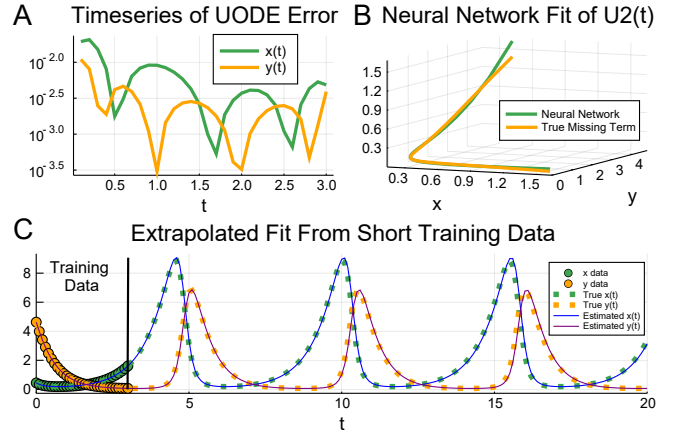 A
Timeseries of UODE Error
10^-2.0
10^-2.5
10^-3.0
10^-3.5
x(t)
y(t)
0.5 1.0 1.5 2.0 2.5 3.0
t
B
Neural Network Fit of U2(t)
1.5
1.2
0.9
0.6
0.3
Neural Network
True Missing Term
0.3 0.6 0.9 1.2 1.5
0 1 2 3 4
x
y
C
Extrapolated Fit From Short Training Data
8
6
4
2
0
Training
Data
x data
y data
True x(t)
True y(t)
Estimated x(t)
Estimated y(t)
0 5 10 15 20
t